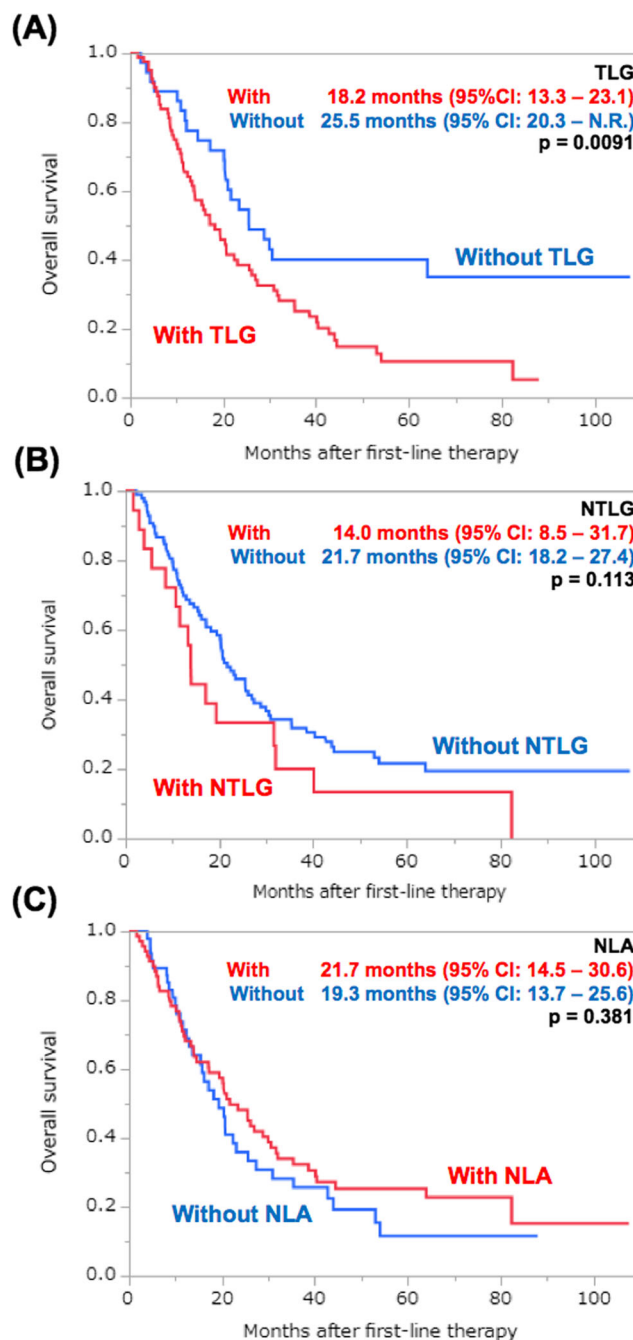 (A)
TLG
With 18.2 months (95%CI: 13.3 – 23.1)
Without 25.5 months (95% CI: 20.3 – N.R.)
p = 0.0091
1.0
0.8
0.6
0.4
0.2
0.0
Overall survival
Without TLG
With TLG
0 20 40 60 80 100
Months after first-line therapy
(B)
NTLG
With 14.0 months (95% CI: 8.5 – 31.7)
Without 21.7 months (95% CI: 18.2 – 27.4)
p = 0.113
1.0
0.8
0.6
0.4
0.2
0.0
Overall survival
Without NTLG
With NTLG
0 20 40 60 80 100
Months after first-line therapy
(C)
NLA
With 21.7 months (95% CI: 14.5 – 30.6)
Without 19.3 months (95% CI: 13.7 – 25.6)
p = 0.381
1.0
0.8
0.6
0.4
0.2
0.0
Overall survival
With NLA
Without NLA
0 20 40 60 80 100
Months after first-line therapy